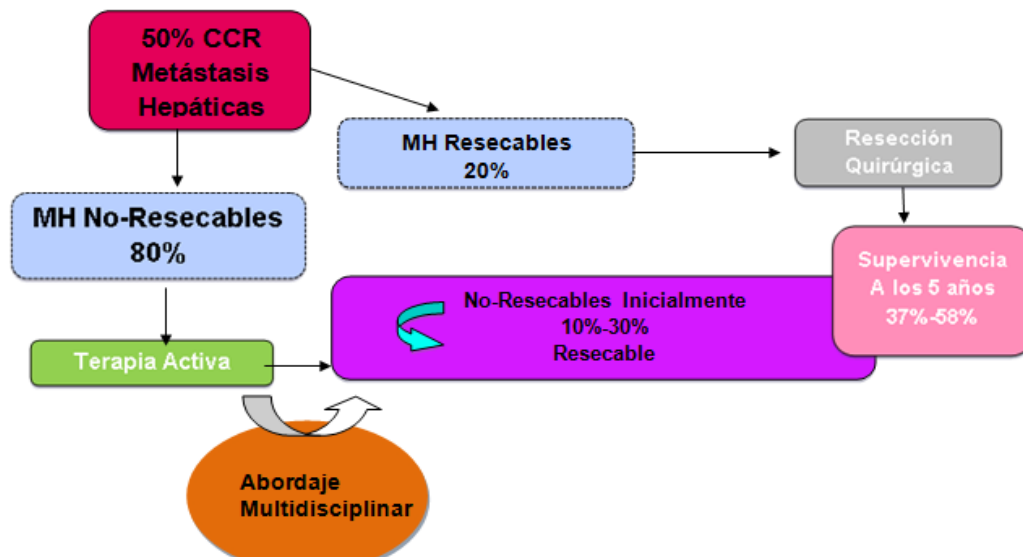 50% CCR
Metástasis
Hepáticas
MH Resecables
20%
Resección
Quirúrgica
MH No-Resecables
80%
Supervivencia
A los 5 años
37%-58%
No-Resecables Inicialmente
10%-30%
Resecable
Terapia Activa
Abordaje
Multidisciplinar